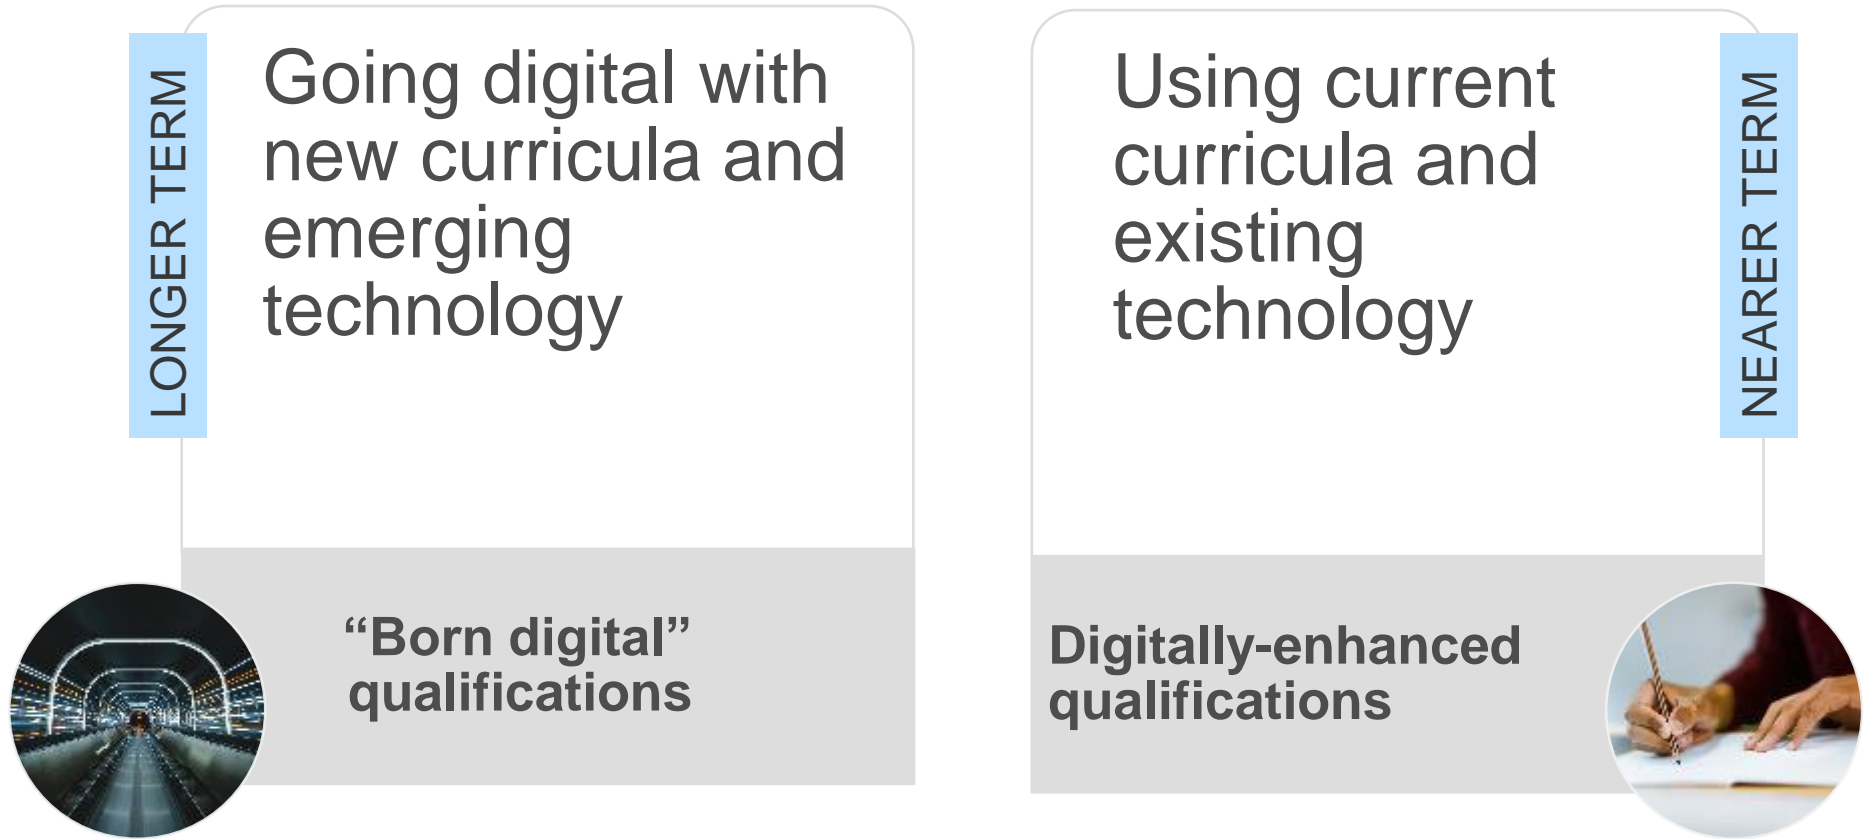 LONGER TERM
Going digital with
new curricula and
emerging
technology
“Born digital”
qualifications
Using current
curricula and
existing
technology
NEARER TERM
Digitally-enhanced
qualifications